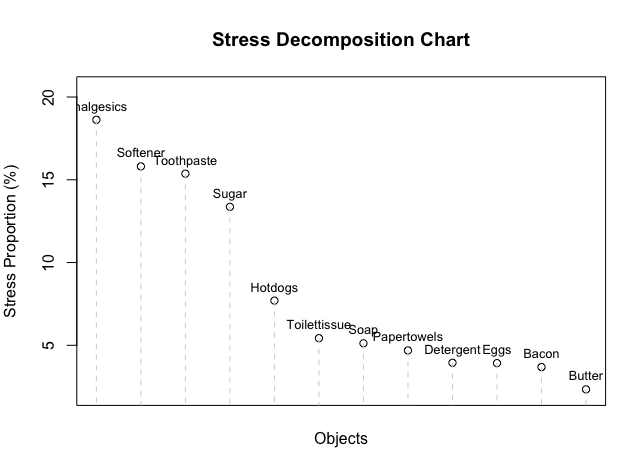 Stress Decomposition Chart
Stress Proportion (%)
20
15
10
5
nalgesics
Softener
Toothpaste
Sugar
Hotdogs
Toilettissue
Soap
Papertowels
Detergent
Eggs
Bacon
Butter
Objects